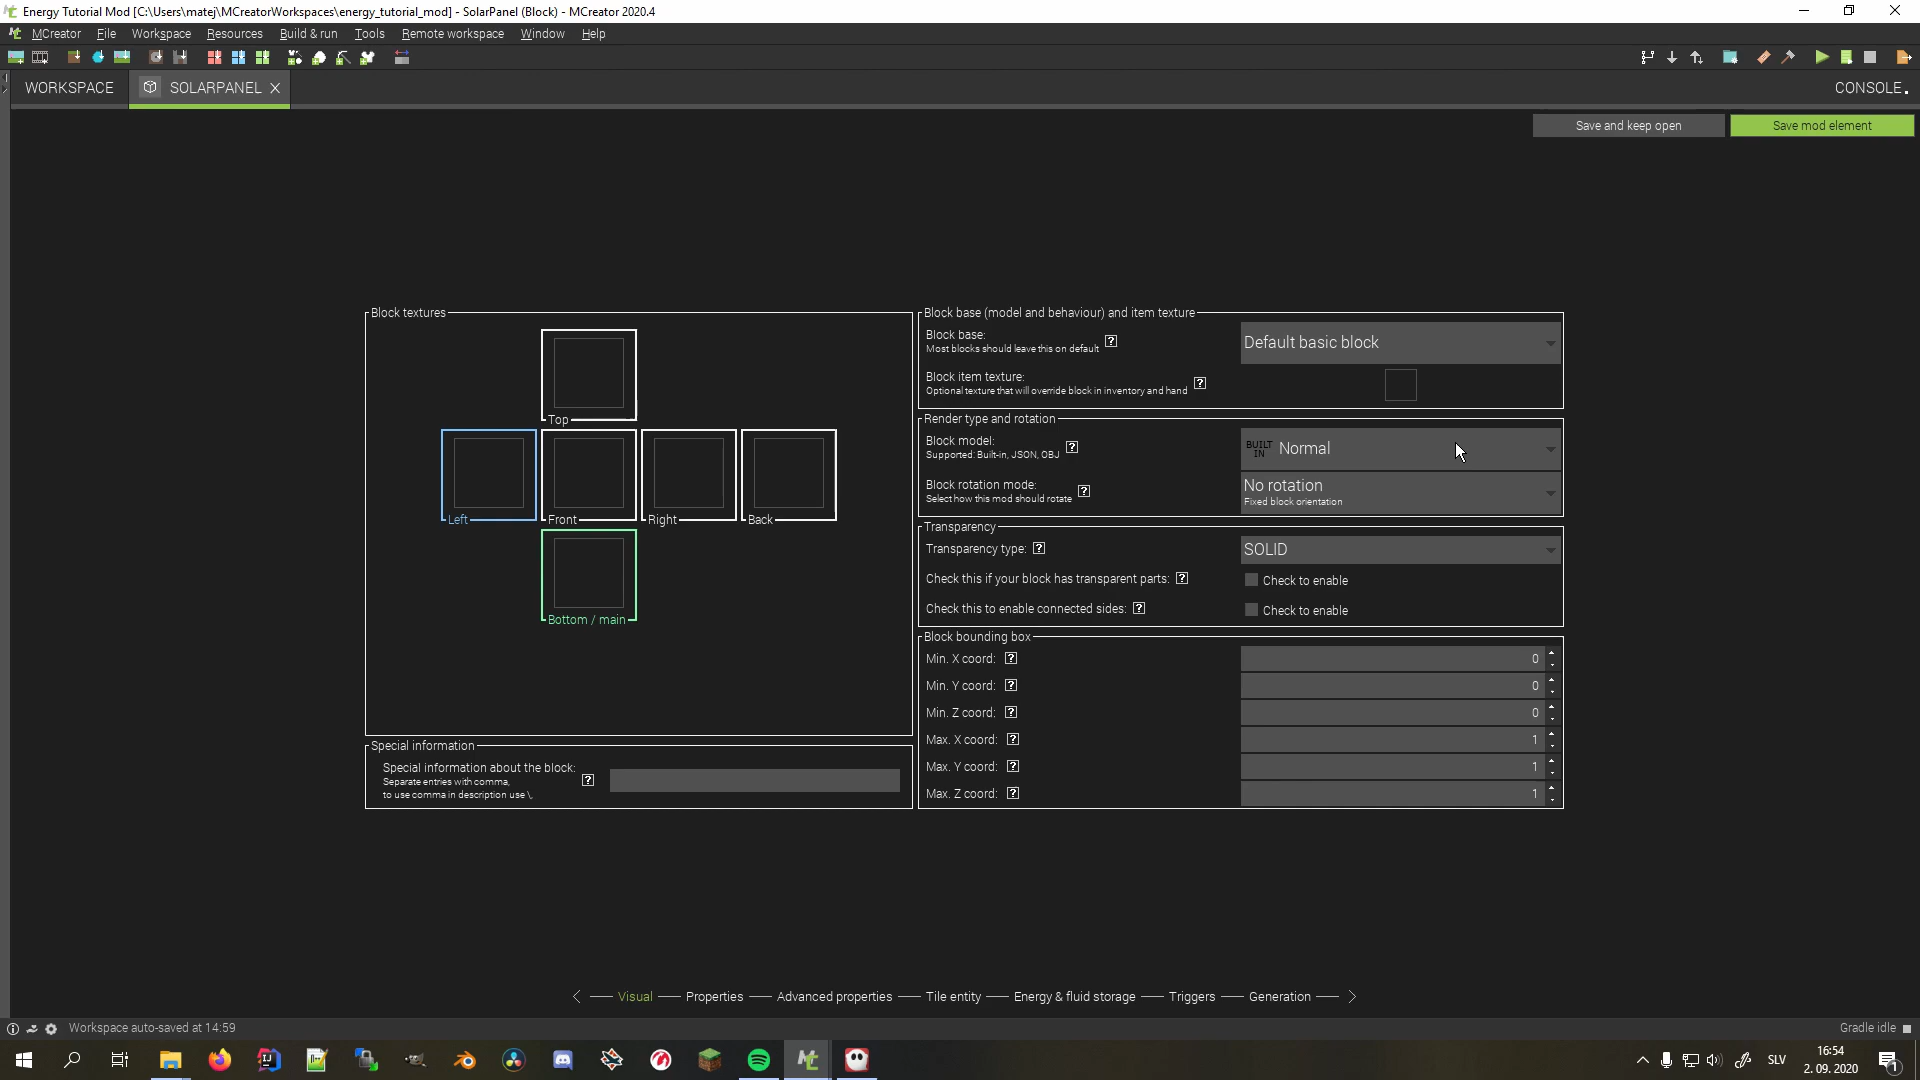 Energy Tutorial Mod [C:\Users\matej\MCreatorWorkspaces\energy_tutorial_mod] - SolarPanel (Block) - MCreator 2020.4
MCreator File Workspace Resources Build & run Tools Remote workspace Window Help
WORKSPACE SOLARPANEL CONSOLE
Save and keep open Save mod element
Block textures
Top
Left Front Right Back
Bottom / main
Special information
Special information about the block:
Separate entries with comma,
to use comma in description use \,
Block base (model and behaviour) and item texture
Block base:
Most blocks should leave this on default
Default basic block
Block item texture:
Optional texture that will override block in inventory and hand
Render type and rotation
Block model:
Supported: Built-in, JSON, OBJ
BUILT IN Normal
Block rotation mode:
Select how this mod should rotate
No rotation
Fixed block orientation
Transparency
Transparency type: SOLID
Check this if your block has transparent parts: Check to enable
Check this to enable connected sides: Check to enable
Block bounding box
Min. X coord: 0
Min. Y coord: 0
Min. Z coord: 0
Max. X coord: 1
Max. Y coord: 1
Max. Z coord: 1
Visual Properties Advanced properties Tile entity Energy & fluid storage Triggers Generation
Workspace auto-saved at 14:59 Gradle idle
SLV
16:54
2. 09. 2020
1